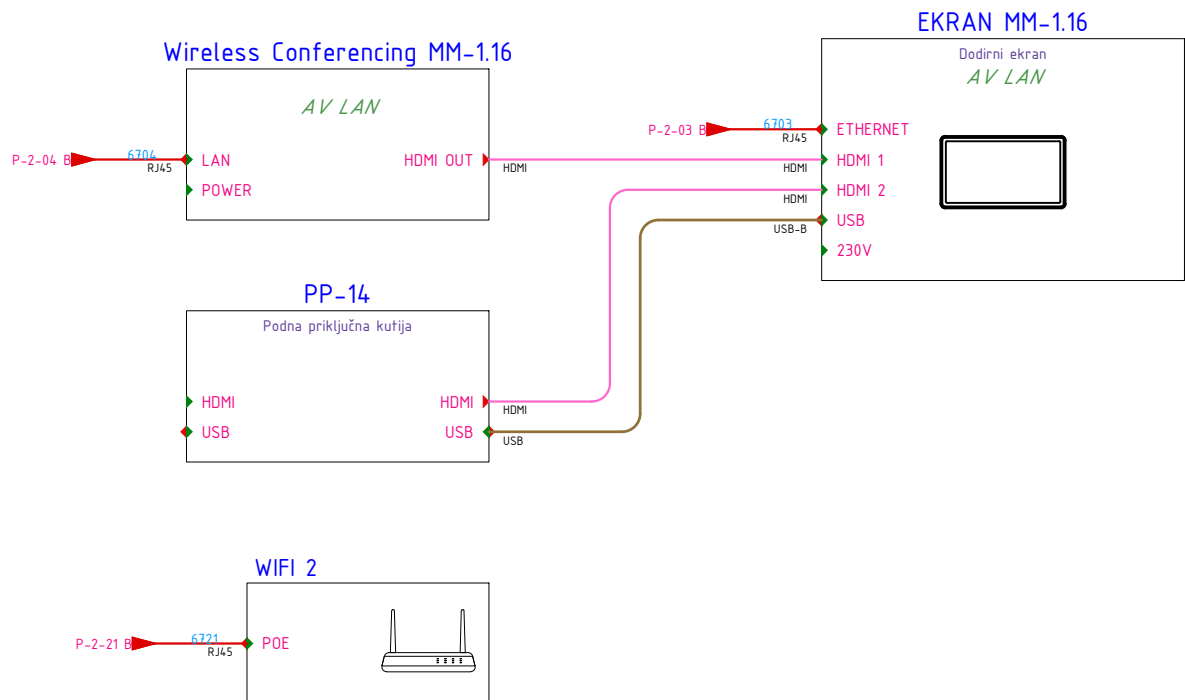 EKRAN MM-1.16
Dodirni ekran
AV LAN
P-2-03 B
6703
RJ45
ETHERNET
HDMI
HDMI 1
HDMI
HDMI 2
USB-B
USB
230V
Wireless Conferencing MM-1.16
AV LAN
P-2-04 B
6704
RJ45
LAN
HDMI OUT
HDMI
POWER
PP-14
Podna priključna kutija
HDMI
HDMI
HDMI
USB
USB
USB
WIFI 2
P-2-21 B
6721
RJ45
POE